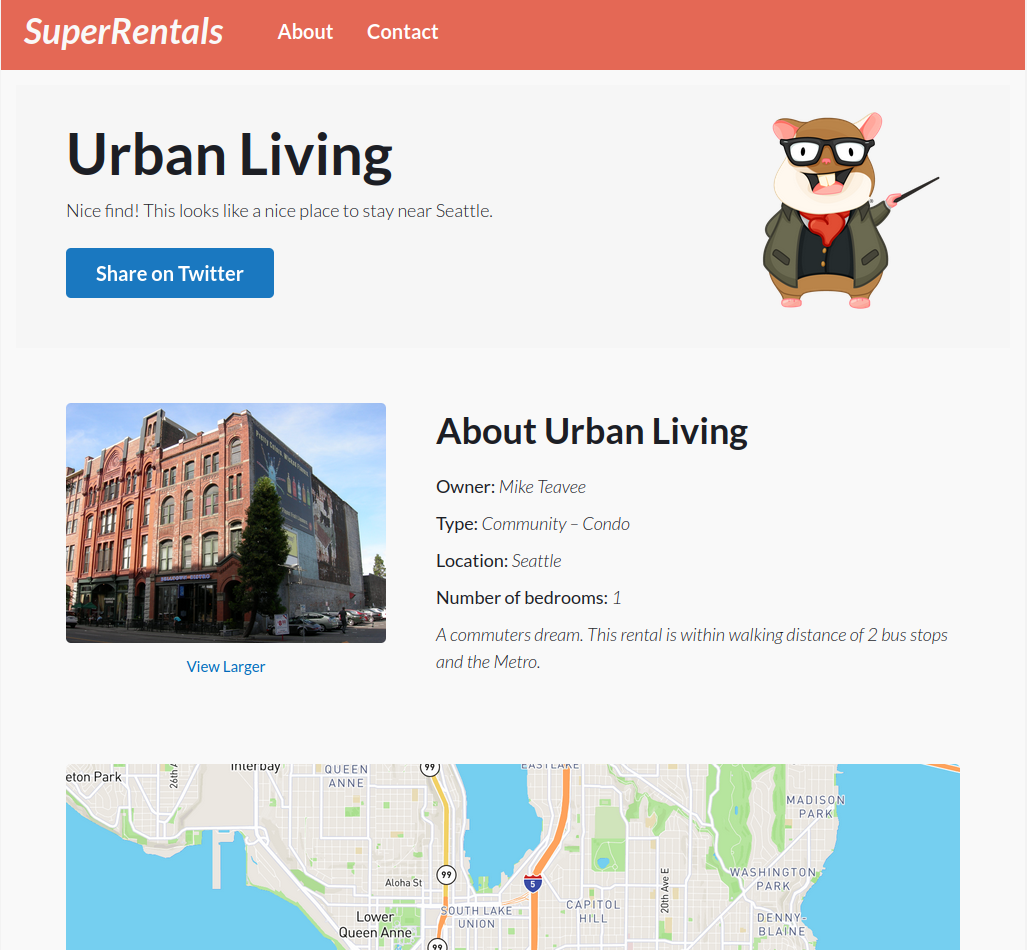 SuperRentals About Contact
Urban Living
Nice find! This looks like a nice place to stay near Seattle.
Share on Twitter
About Urban Living
Owner: Mike Teavee
Type: Community – Condo
Location: Seattle
Number of bedrooms: 1
A commuters dream. This rental is within walking distance of 2 bus stops
and the Metro.
View Larger
eton Park
26th A
Interbay
QUEEN
ANNE
99
EASTLAKE
MADISON
PARK
Aloha St
99
5
20th Ave E
WASHINGTON
PARK
Lower
Queen Anne
SOUTH LAKE
UNION
CAPITOL
HILL
DENNY-
BLAINE
99